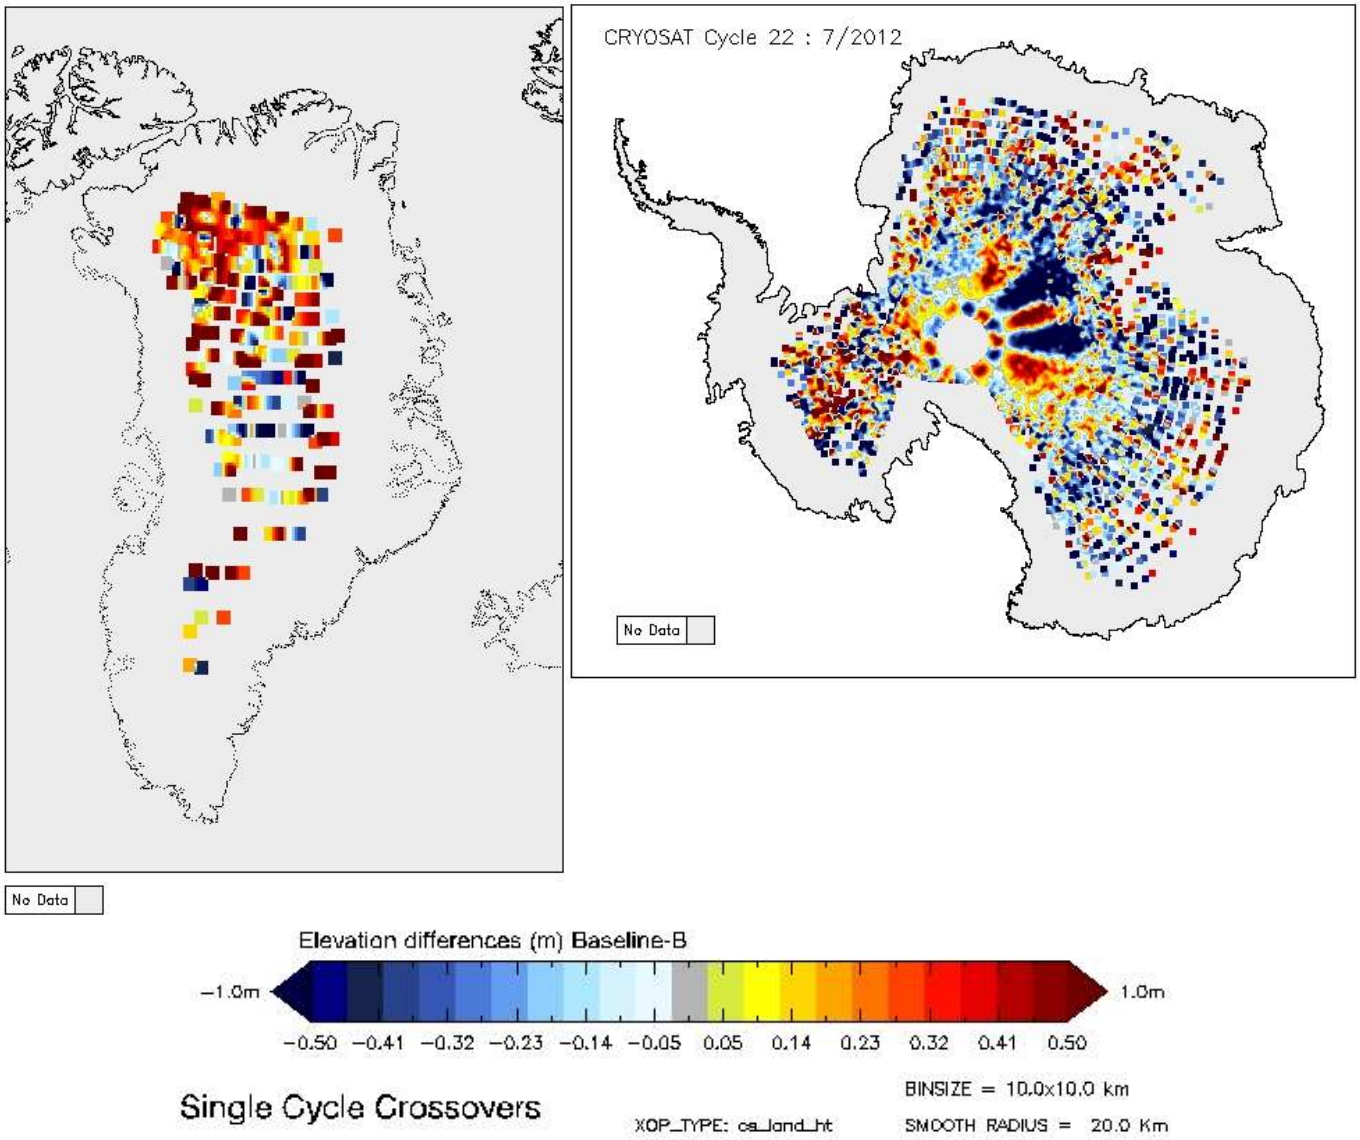 CRYOSAT Cycle 22 : 7/2012
No Data
No Data
Elevation differences (m) Baseline-B
-1.0m
1.0m
-0.50 -0.41 -0.32 -0.23 -0.14 -0.05 0.05 0.14 0.23 0.32 0.41 0.50
Single Cycle Crossovers
XOP_TYPE: cs_land_ht
BINSIZE = 10.0x10.0 km
SMOOTH RADIUS = 20.0 Km